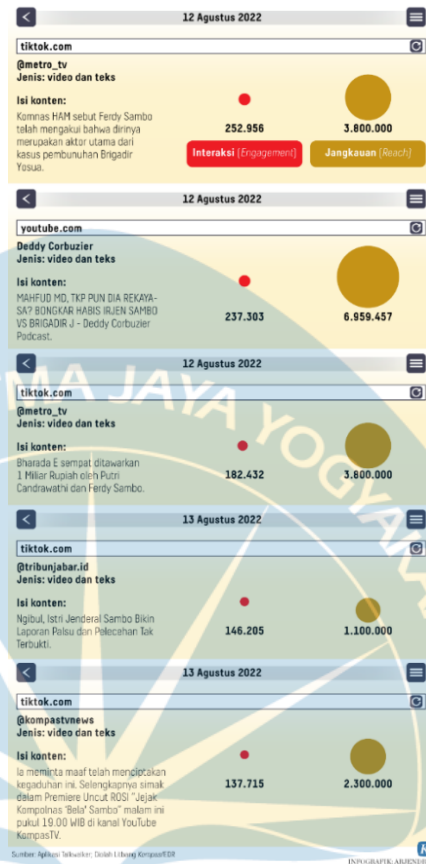 12 Agustus 2022
tiktok.com
@metro_tv
Jenis: video dan teks
Isi konten:
Komnas HAM sebut Ferdy Sambo
telah mengakui bahwa dirinya
merupakan aktor utama dari
kasus pembunuhan Brigadir
Yosua.
252.956
3.800.000
Interaksi (Engagement)
Jangkauan (Reach)
12 Agustus 2022
youtube.com
Deddy Corbuzier
Jenis: video dan teks
Isi konten:
MAHFUD MD, TKP PUN DIA REKAYA-
SA? BONGKAR HABIS IRJEN SAMBO
VS BRIGADIR J - Deddy Corbuzier
Podcast.
237.303
6.959.457
12 Agustus 2022
tiktok.com
@metro_tv
Jenis: video dan teks
Isi konten:
Bharada E sempat ditawarkan
1 Miliar Rupiah oleh Putri
Candrawathi dan Ferdy Sambo.
182.432
3.800.000
13 Agustus 2022
tiktok.com
@tribunjabar.id
Jenis: video dan teks
Isi konten:
Ngibul, Istri Jenderal Sambo Bikin
Laporan Palsu dan Pelecehan Tak
Terbukti.
146.205
1.100.000
13 Agustus 2022
tiktok.com
@kompastvnews
Jenis: video dan teks
Isi konten:
Ia meminta maaf telah menciptakan
kegaduhan ini. Selengkapnya simak
dalam Premiere Uncut ROSI "Jejak
Kompolnas 'Bela' Sambo" malam ini
pukul 19.00 WIB di kanal YouTube
KompasTV.
137.715
2.300.000
Sumber: Aplikasi Talkwalker; Diolah Litbang Kompas/EDR
INFOGRAFIK: ARJENDR
MA JAYA YOGYAKA